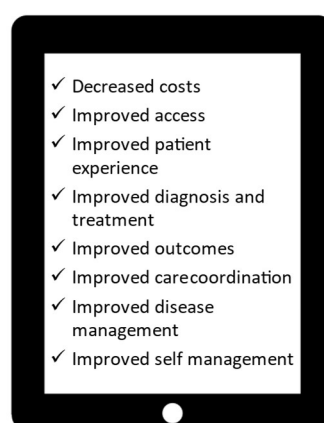 ✓ Decreased costs
✓ Improved access
✓ Improved patient
experience
✓ Improved diagnosis and
treatment
✓ Improved outcomes
✓ Improved carecoordination
✓ Improved disease
management
✓ Improved self management